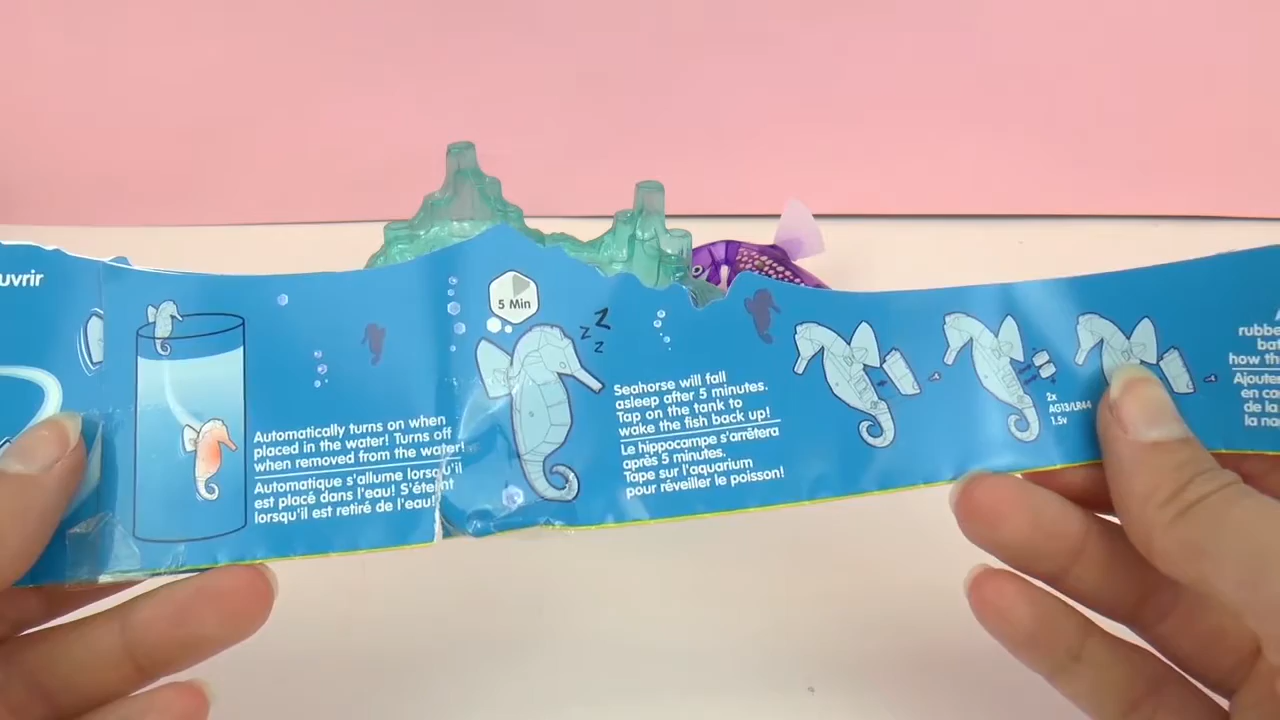 uvrir
Automatically turns on when
placed in the water! Turns off
when removed from the water!
Automatique s'allume lorsqu'il
est placé dans l'eau! S'éteint
lorsqu'il est retiré de l'eau!
5 Min
z z Z
Seahorse will fall
asleep after 5 minutes.
Tap on the tank to
wake the fish back up!
Le hippocampe s'arrêtera
après 5 minutes.
Tape sur l'aquarium
pour réveiller le poisson!
2x
AG13/LR44
1.5v
A
rubbe
bat
how th
Ajoute
en ca
de la
la na